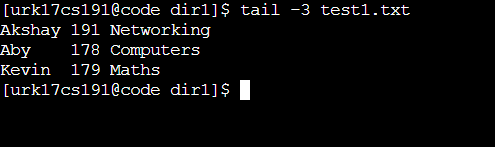 [urk17cs191@code dir1]$ tail -3 test1.txt
Akshay 191 Networking
Aby    178 Computers
Kevin  179 Maths
[urk17cs191@code dir1]$